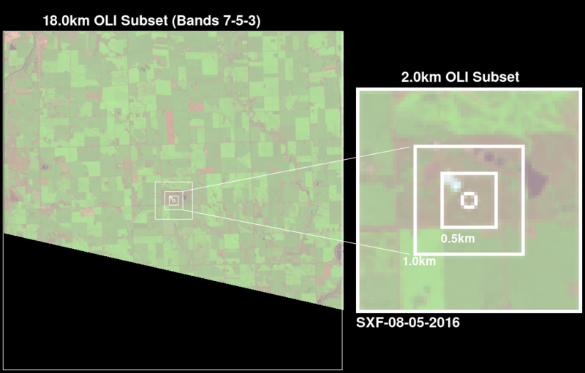 18.0km OLI Subset (Bands 7-5-3)
2.0km OLI Subset
0.5km
1.0km
SXF-08-05-2016